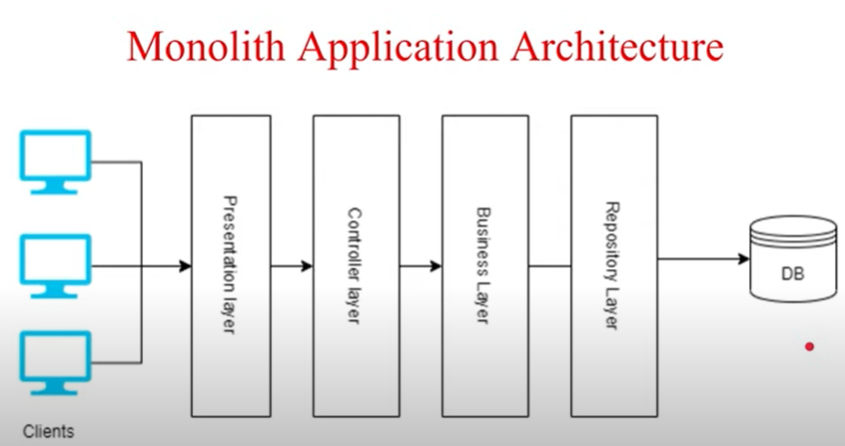 Monolith Application Architecture
Presentation layer
Controller layer
Business Layer
Repository Layer
DB
Clients